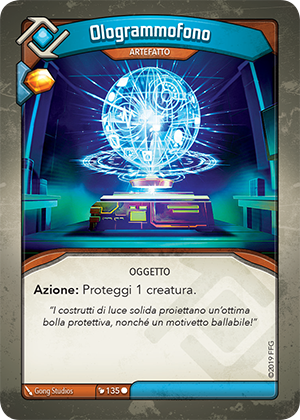 Ologrammofono
ARTEFATTO
OGGETTO
Azione: Proteggi 1 creatura.
“I costrutti di luce solida proiettano un’ottima
bolla protettiva, nonché un motivetto ballabile!”
Gong Studios
135
©2019 FFG